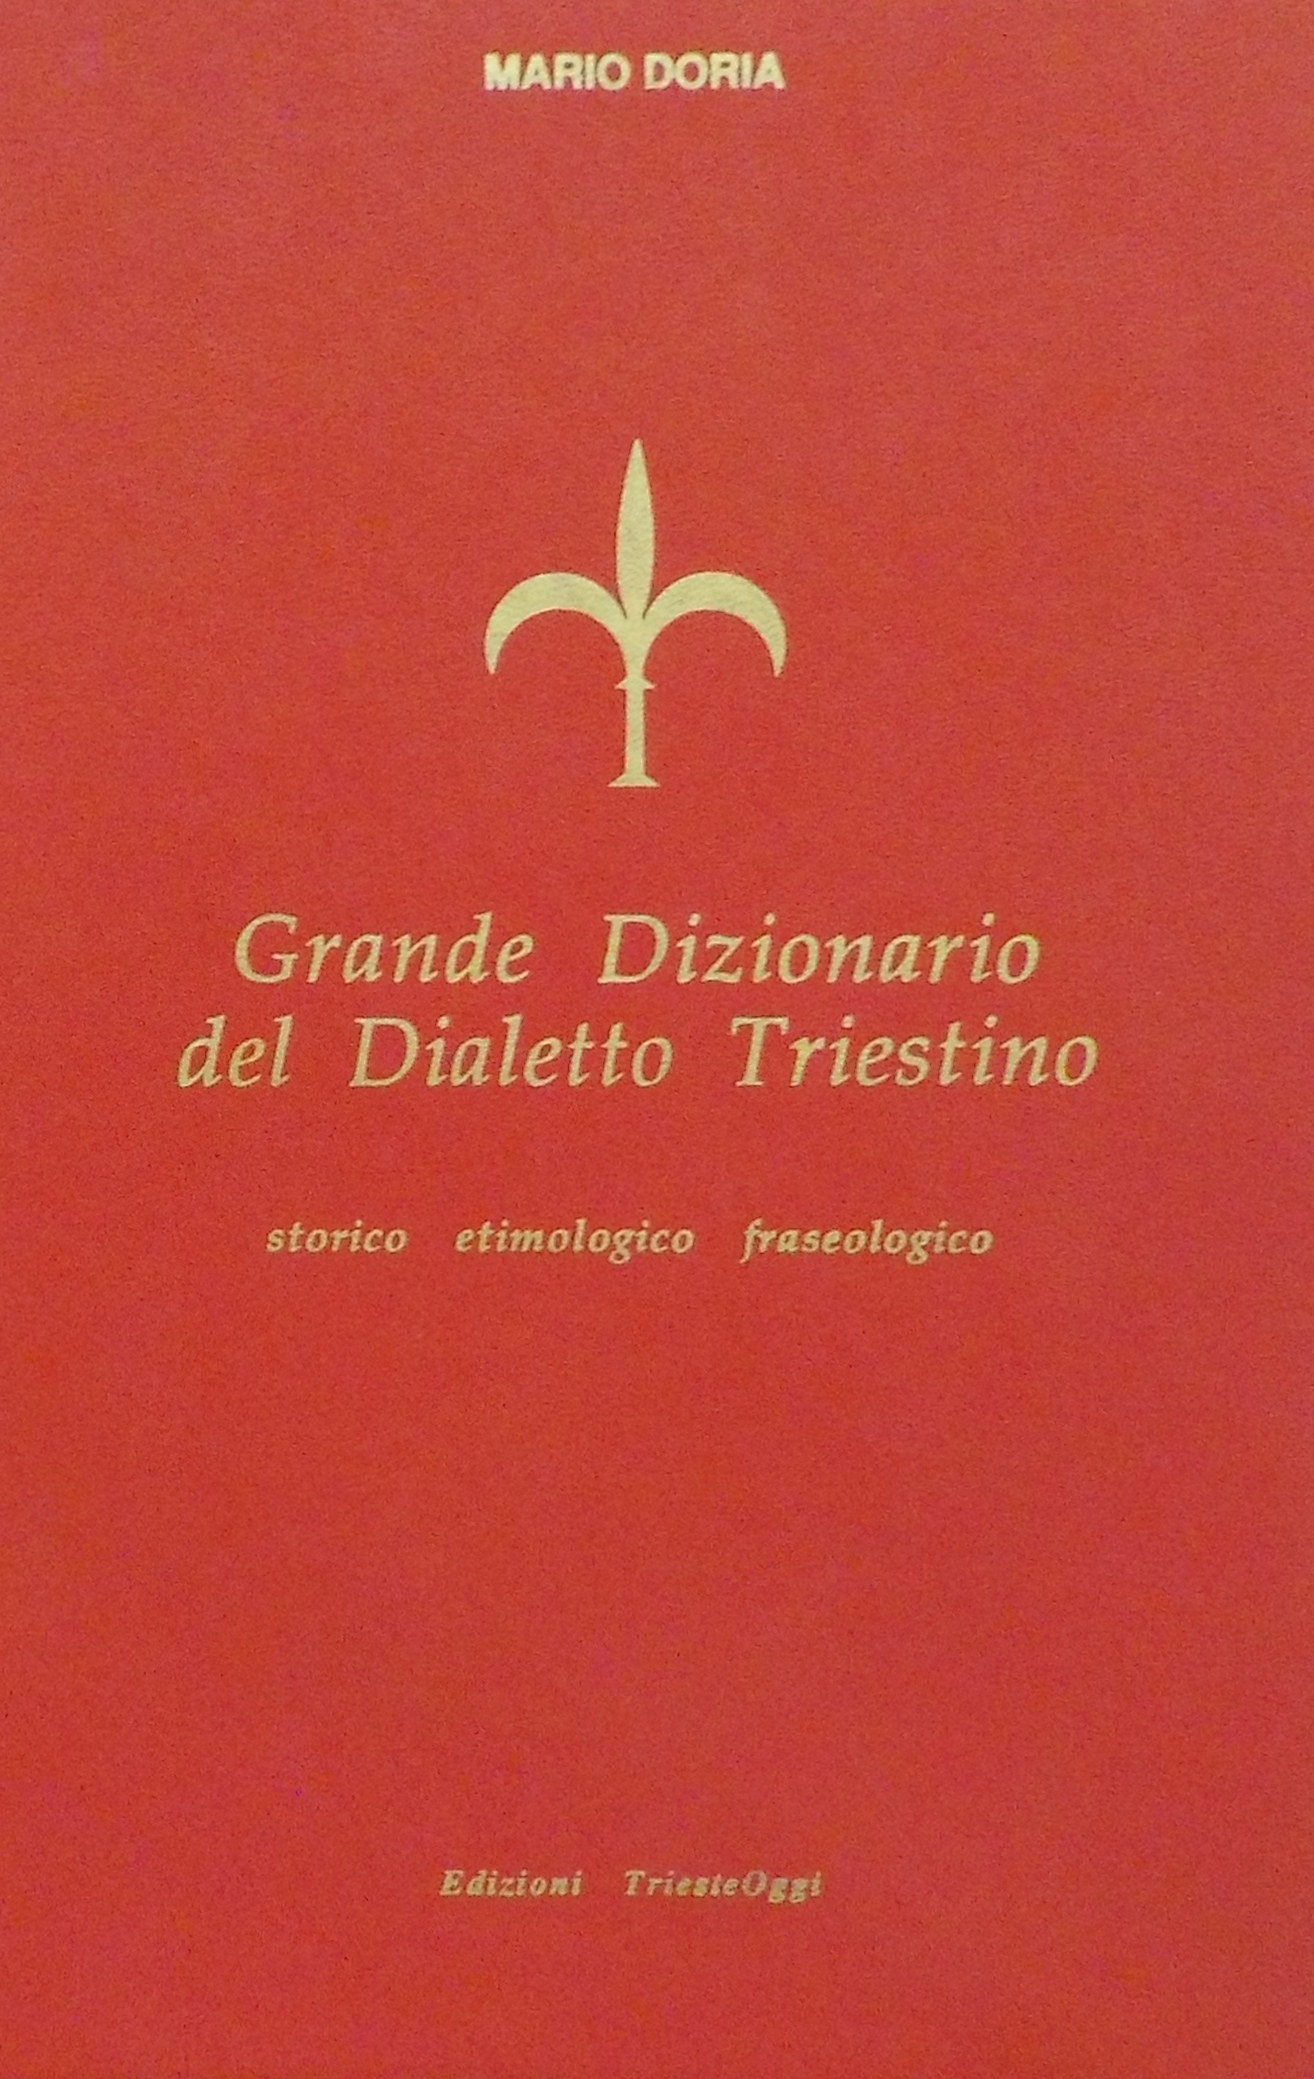 MARIO DORIA
Grande Dizionario
del Dialetto Triestino
storico etimologico fraseologico
Edizioni TriesteOggi